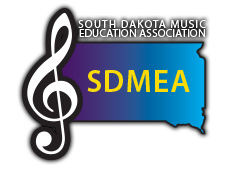 SOUTH DAKOTA MUSIC
EDUCATION ASSOCIATION
SDMEA